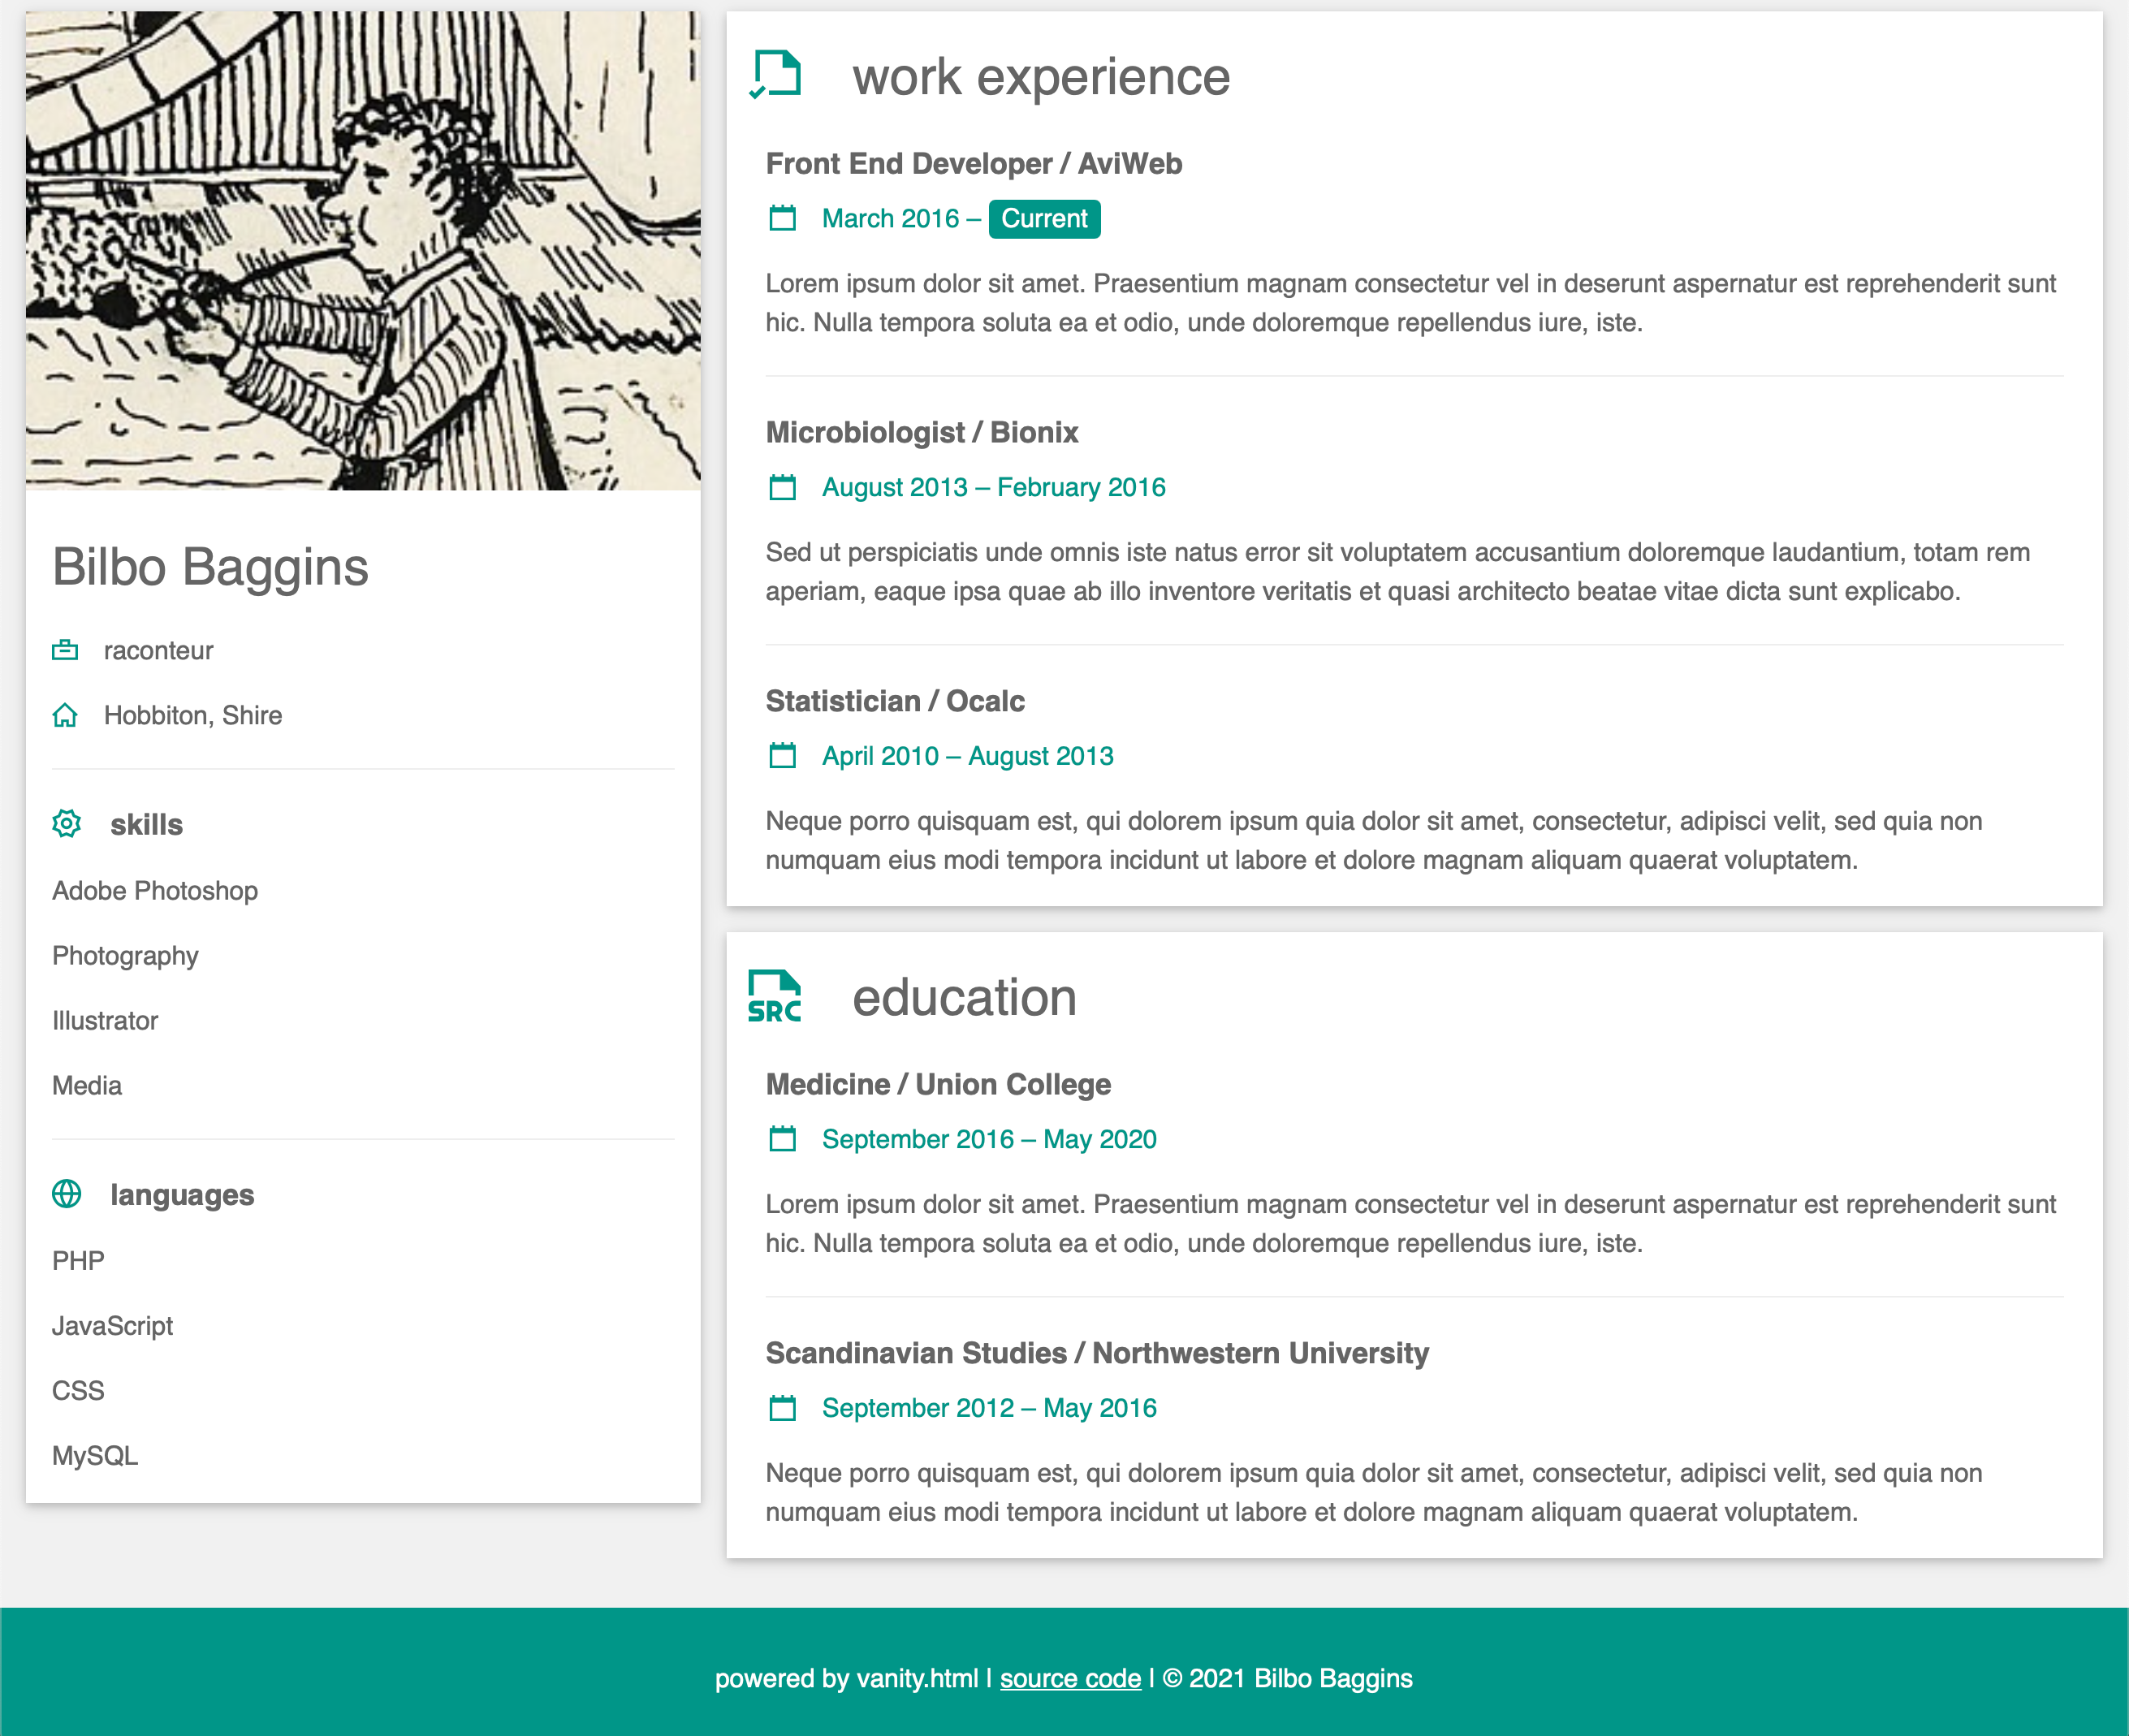 Bilbo Baggins
raconteur
Hobbiton, Shire
skills
Adobe Photoshop
Photography
Illustrator
Media
languages
PHP
JavaScript
CSS
MySQL
work experience
Front End Developer / AviWeb
March 2016 – Current
Lorem ipsum dolor sit amet. Praesentium magnam consectetur vel in deserunt aspernatur est reprehenderit sunt
hic. Nulla tempora soluta ea et odio, unde doloremque repellendus iure, iste.
Microbiologist / Bionix
August 2013 – February 2016
Sed ut perspiciatis unde omnis iste natus error sit voluptatem accusantium doloremque laudantium, totam rem
aperiam, eaque ipsa quae ab illo inventore veritatis et quasi architecto beatae vitae dicta sunt explicabo.
Statistician / Ocalc
April 2010 – August 2013
Neque porro quisquam est, qui dolorem ipsum quia dolor sit amet, consectetur, adipisci velit, sed quia non
numquam eius modi tempora incidunt ut labore et dolore magnam aliquam quaerat voluptatem.
SRC education
Medicine / Union College
September 2016 – May 2020
Lorem ipsum dolor sit amet. Praesentium magnam consectetur vel in deserunt aspernatur est reprehenderit sunt
hic. Nulla tempora soluta ea et odio, unde doloremque repellendus iure, iste.
Scandinavian Studies / Northwestern University
September 2012 – May 2016
Neque porro quisquam est, qui dolorem ipsum quia dolor sit amet, consectetur, adipisci velit, sed quia non
numquam eius modi tempora incidunt ut labore et dolore magnam aliquam quaerat voluptatem.
powered by vanity.html | source code | © 2021 Bilbo Baggins